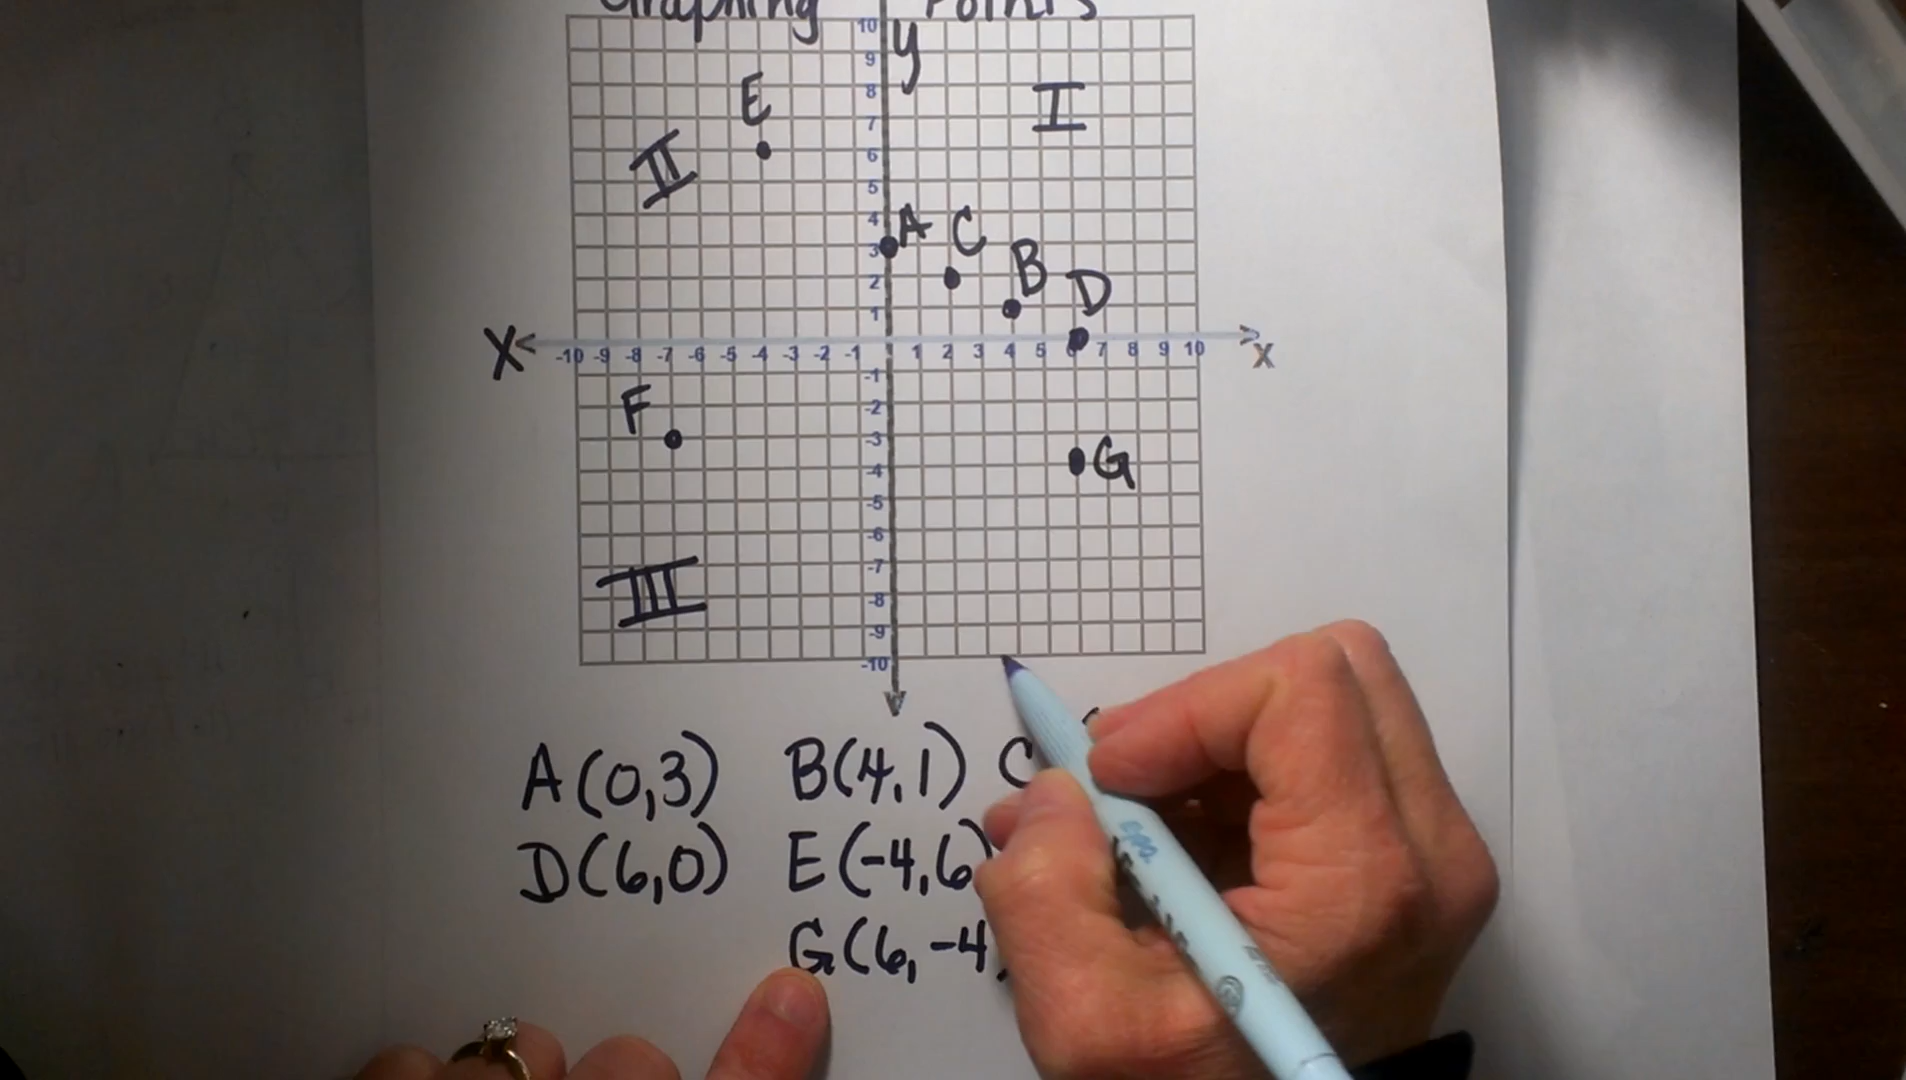 Graphing Points
10 y
9
E 8 I
7
II 6
5
4 A C
3 B
2 D
1
X -10 -9 -8 -7 -6 -5 -4 -3 -2 -1 1 2 3 4 5 6 7 8 9 10 X
-1
F -2
-3
-4 G
-5
-6
-7
III -8
-9
-10
A(0,3) B(4,1) C
D(6,0) E(-4,6)
G(6,-4)